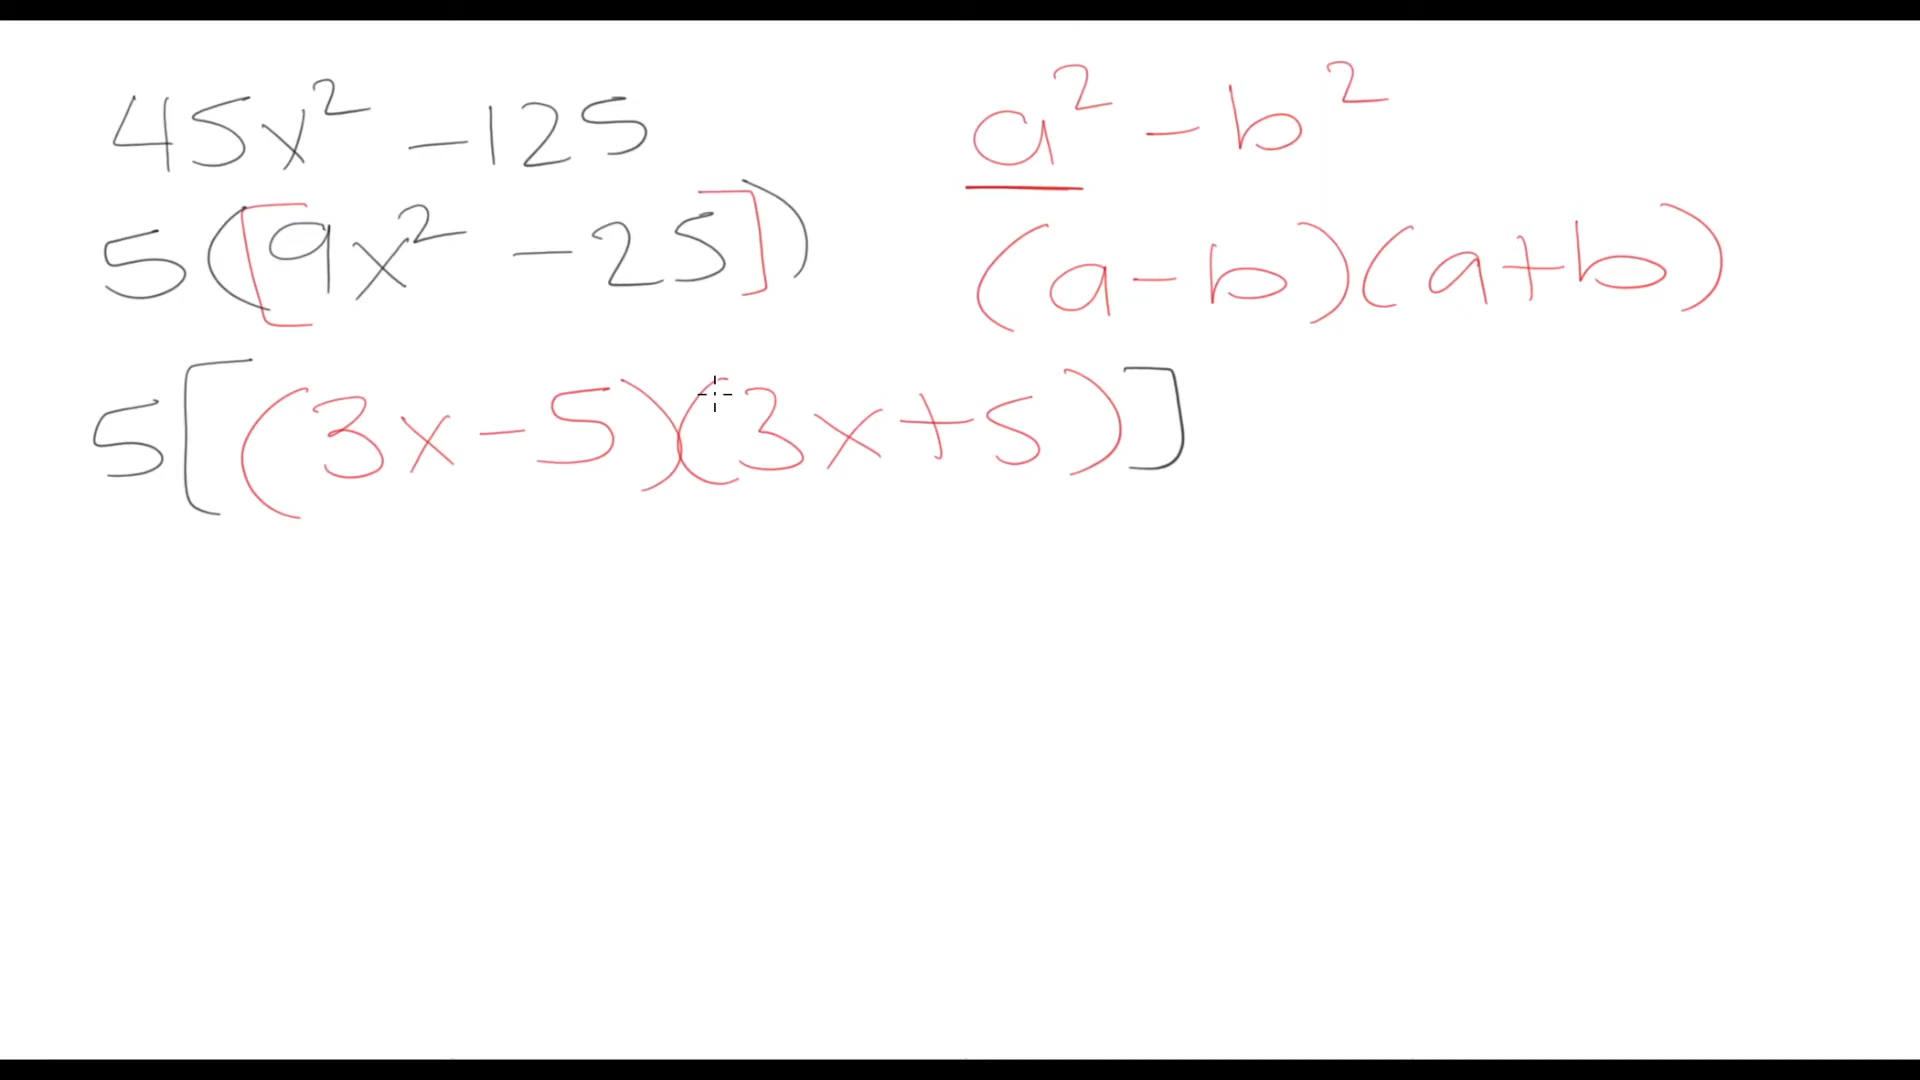 45x² - 125
5([9x² - 25])
5[(3x - 5)(3x + 5)]
a² - b²
(a - b)(a + b)